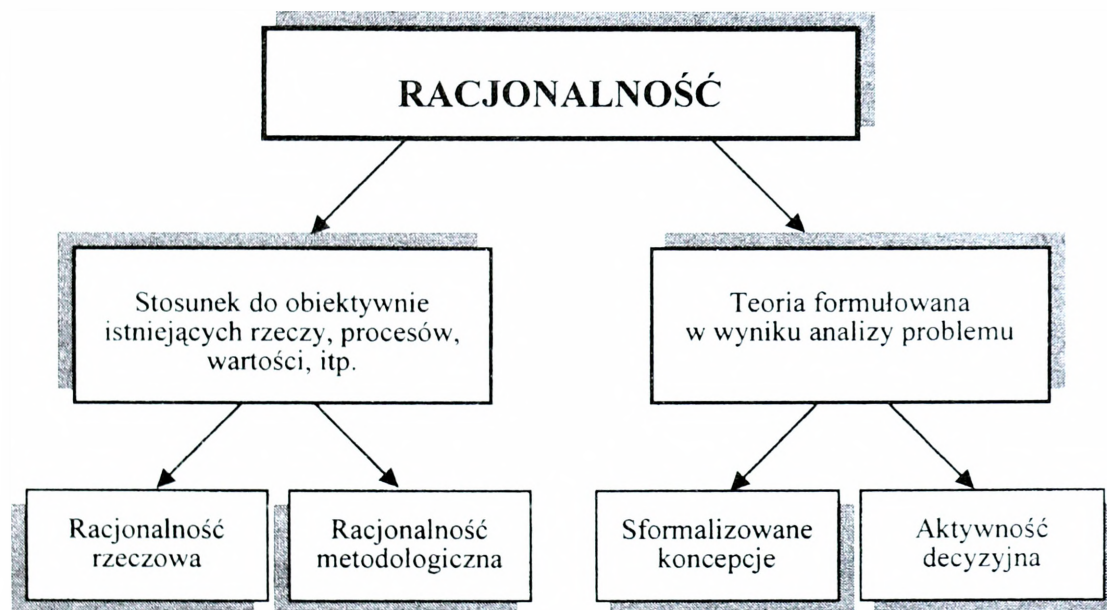 RACJONALNOŚĆ
Stosunek do obiektywnie
istniejących rzeczy, procesów,
wartości, itp.
Teoria formułowana
w wyniku analizy problemu
Racjonalność
rzeczowa
Racjonalność
metodologiczna
Sformalizowane
koncepcje
Aktywność
decyzyjna